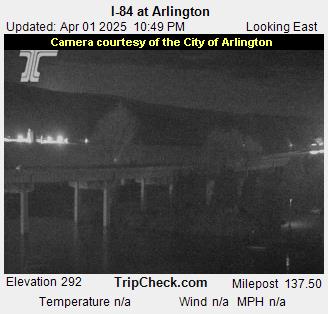 I-84 at Arlington
Updated: Apr 01 2025 10:49 PM Looking East
Camera courtesy of the City of Arlington
Elevation 292 TripCheck.com Milepost 137.50
Temperature n/a Wind n/a MPH n/a